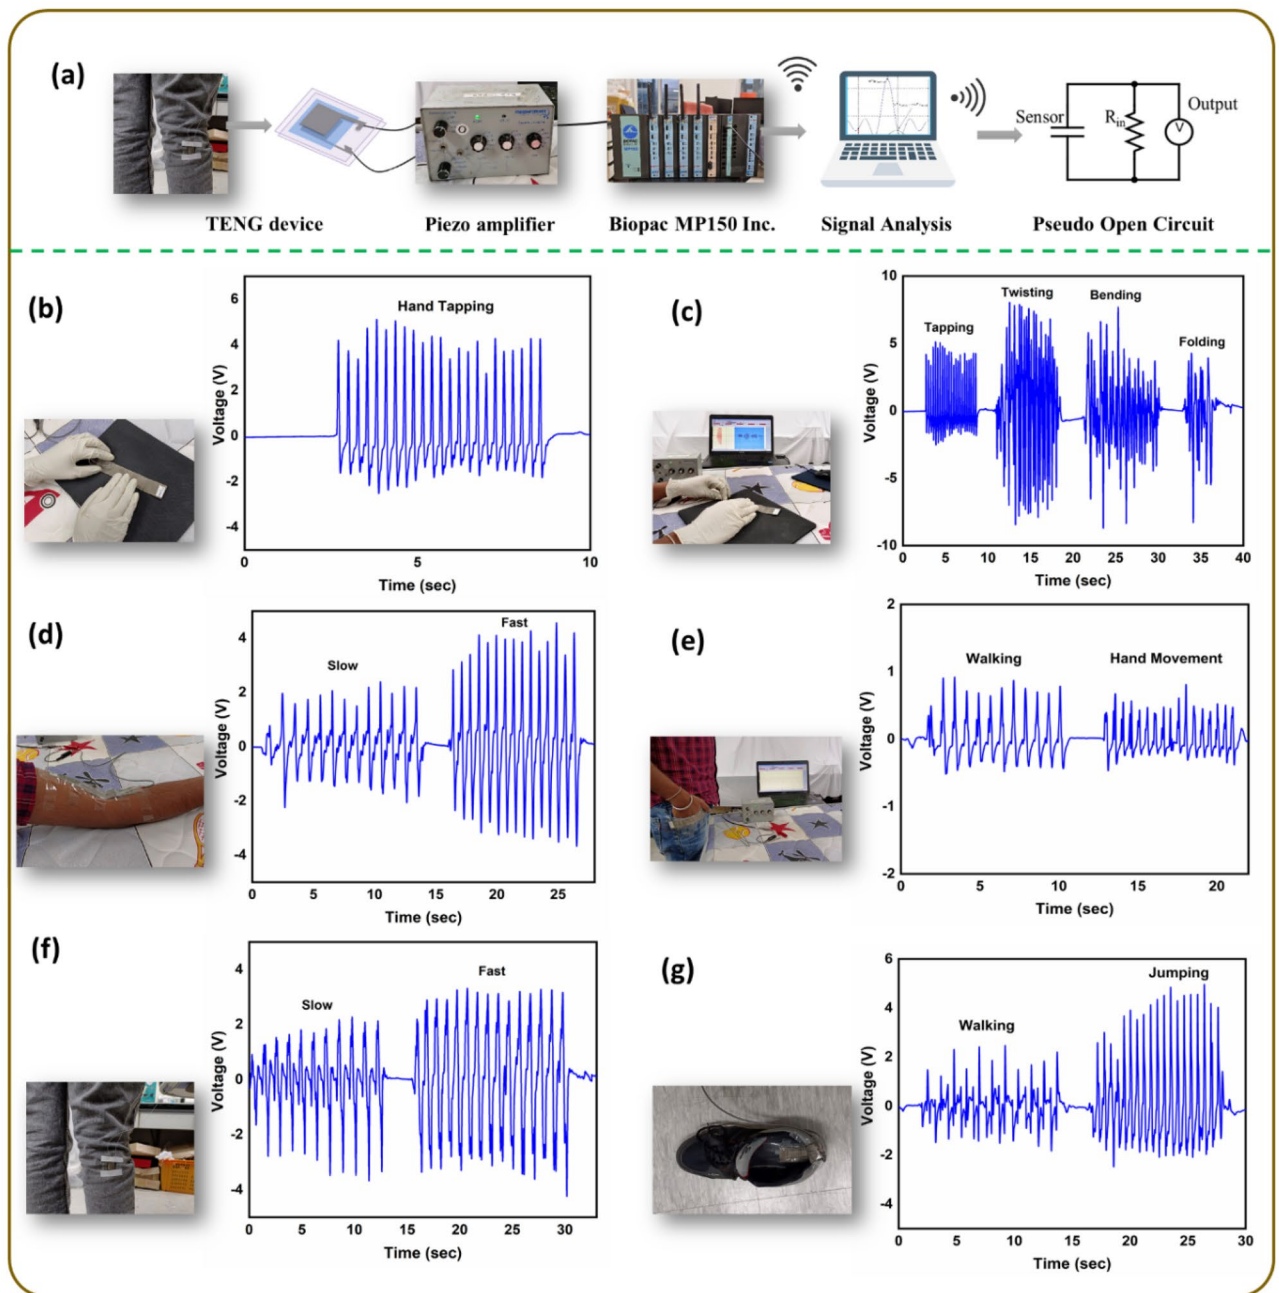 (a)
Sensor
R_in
Output
V
TENG device
Piezo amplifier
Biopac MP150 Inc.
Signal Analysis
Pseudo Open Circuit
(b)
Hand Tapping
Voltage (V)
6
4
2
0
-2
-4
0 5 10
Time (sec)
(c)
Tapping
Twisting
Bending
Folding
Voltage (V)
10
5
0
-5
-10
0 5 10 15 20 25 30 35 40
Time (sec)
(d)
Slow
Fast
Voltage (V)
4
2
0
-2
-4
0 5 10 15 20 25
Time (sec)
(e)
Walking
Hand Movement
Voltage (V)
2
1
0
-1
-2
0 5 10 15 20
Time (sec)
(f)
Slow
Fast
Voltage (V)
4
2
0
-2
-4
0 5 10 15 20 25 30
Time (sec)
(g)
Walking
Jumping
Voltage (V)
6
4
2
0
-2
-4
0 5 10 15 20 25 30
Time (sec)